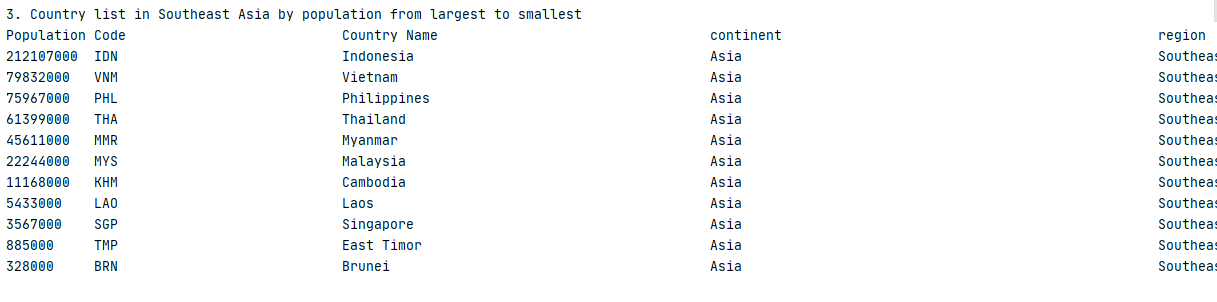 3. Country list in Southeast Asia by population from largest to smallest
Population Code Country Name continent region
212107000 IDN Indonesia Asia Southeas
79832000 VNM Vietnam Asia Southeas
75967000 PHL Philippines Asia Southeas
61399000 THA Thailand Asia Southeas
45611000 MMR Myanmar Asia Southeas
22244000 MYS Malaysia Asia Southeas
11168000 KHM Cambodia Asia Southeas
5433000 LAO Laos Asia Southeas
3567000 SGP Singapore Asia Southeas
885000 TMP East Timor Asia Southeas
328000 BRN Brunei Asia Southeas